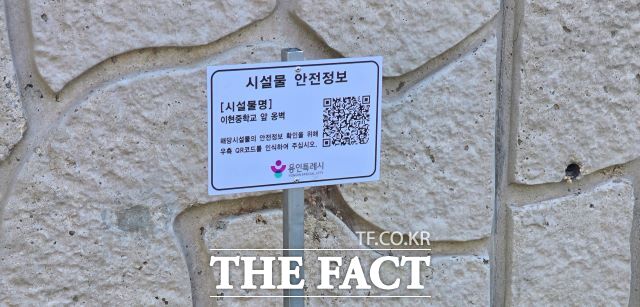 시설물 안전정보
[시설물명]
이현중학교 앞 옹벽
해당시설물의 안전정보 확인을 위해
우측 QR코드를 인식하여 주십시오.
용인특례시
YONGIN SPECIAL CITY
TF.CO.KR
THE FACT